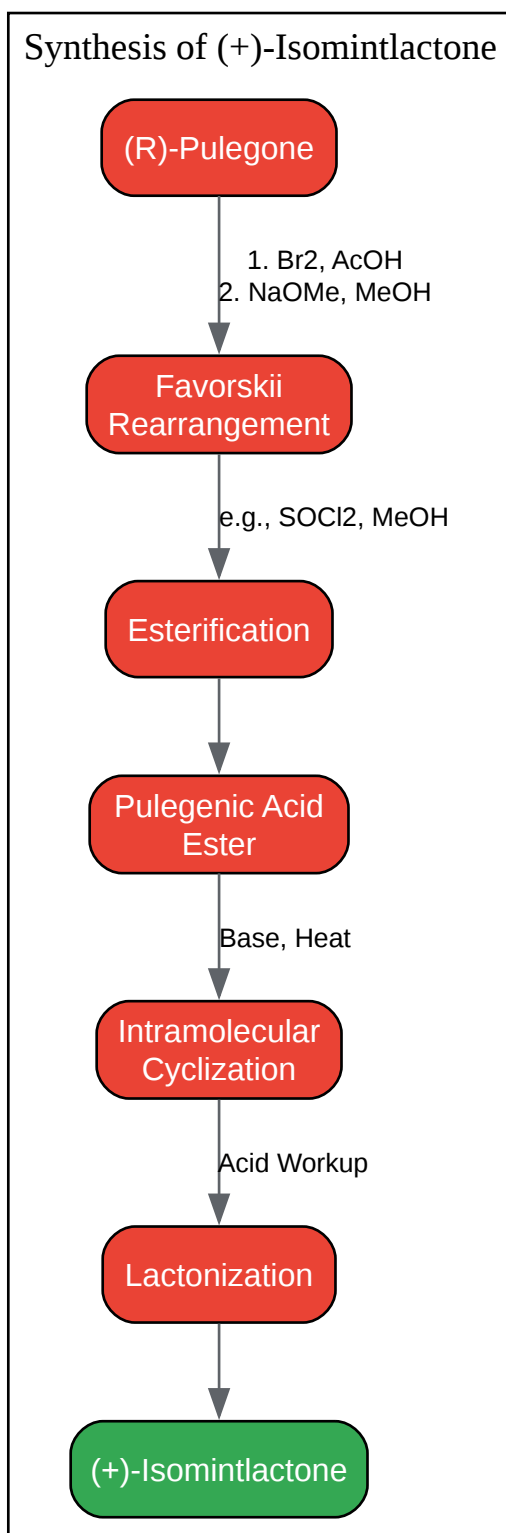 Synthesis of (+)-Isomintlactone
(R)-Pulegone
1. Br2, AcOH
2. NaOMe, MeOH
Favorskii
Rearrangement
e.g., SOCl2, MeOH
Esterification
Pulegenic Acid
Ester
Base, Heat
Intramolecular
Cyclization
Acid Workup
Lactonization
(+)-Isomintlactone